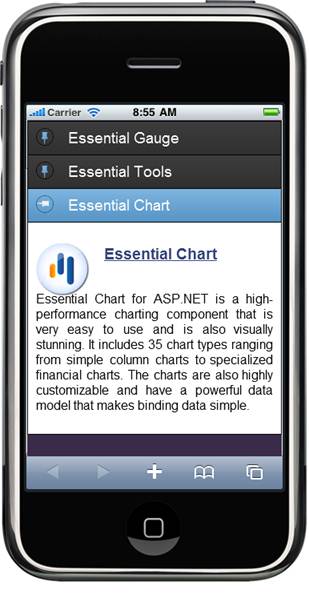 Carrier 8:55 AM
Essential Gauge
Essential Tools
Essential Chart
Essential Chart
Essential Chart for ASP.NET is a high-
performance charting component that is
very easy to use and is also visually
stunning. It includes 35 chart types ranging
from simple column charts to specialized
financial charts. The charts are also highly
customizable and have a powerful data
model that makes binding data simple.